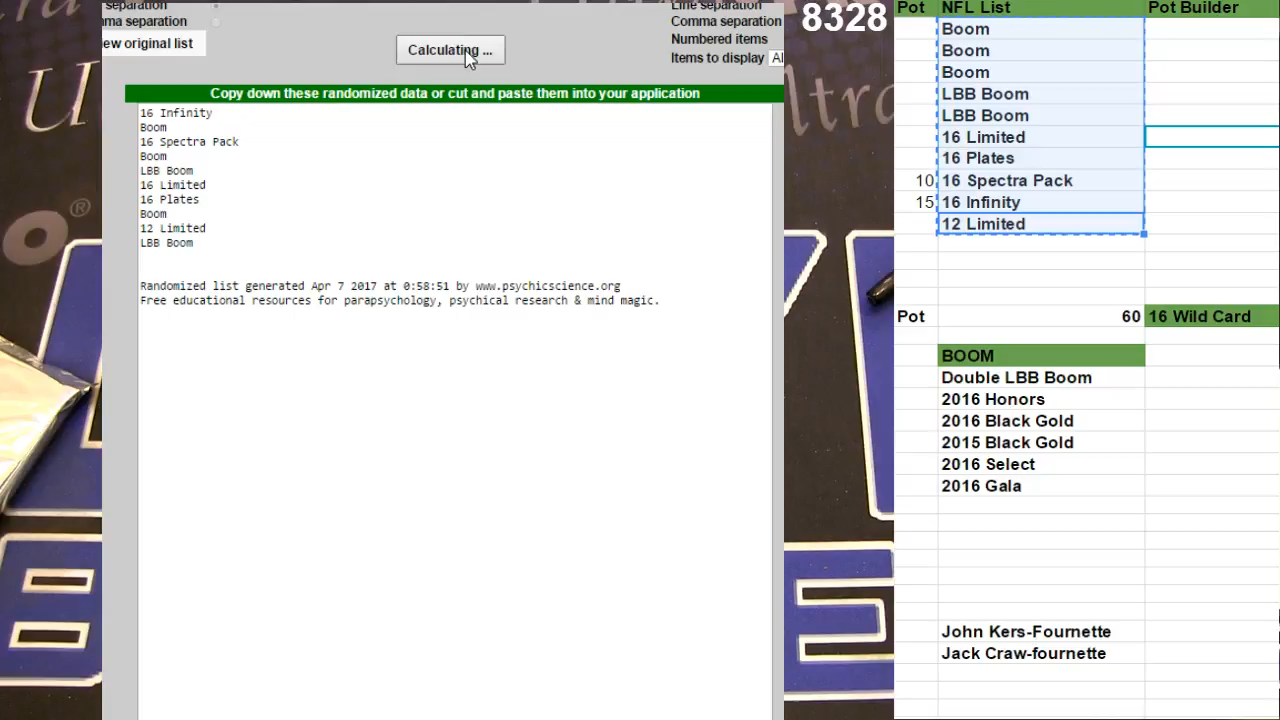 separation
mma separation
ew original list
Calculating ...
Line separation
Comma separation
Numbered items
Items to display
Copy down these randomized data or cut and paste them into your application
16 Infinity
Boom
16 Spectra Pack
Boom
LBB Boom
16 Limited
16 Plates
Boom
12 Limited
LBB Boom
Randomized list generated Apr 7 2017 at 0:58:51 by www.psychicscience.org
Free educational resources for parapsychology, psychical research & mind magic.
8328
Pot NFL List Pot Builder
Boom
Boom
Boom
LBB Boom
LBB Boom
16 Limited
16 Plates
10 16 Spectra Pack
15 16 Infinity
12 Limited
Pot 60 16 Wild Card
BOOM
Double LBB Boom
2016 Honors
2016 Black Gold
2015 Black Gold
2016 Select
2016 Gala
John Kers-Fournette
Jack Craw-fournette